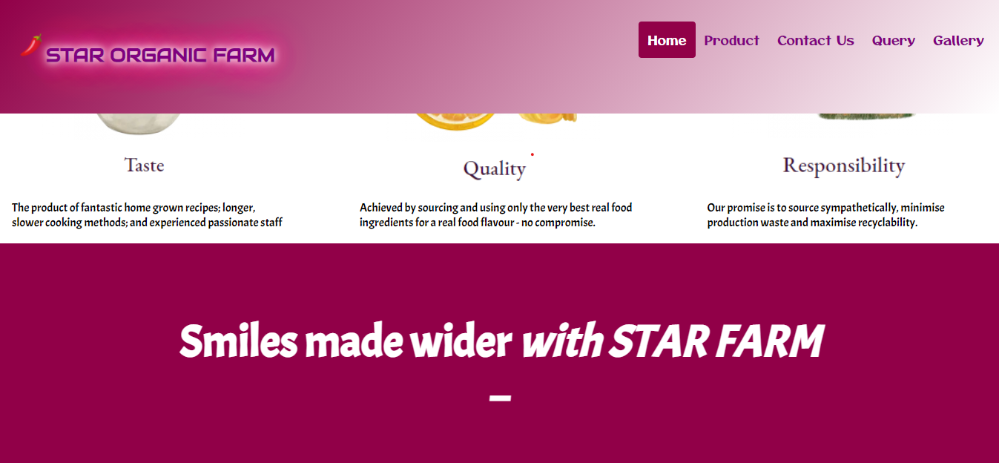 STAR ORGANIC FARM
Home Product Contact Us Query Gallery
Taste
Quality
Responsibility
The product of fantastic home grown recipes; longer,
slower cooking methods; and experienced passionate staff
Achieved by sourcing and using only the very best real food
ingredients for a real food flavour - no compromise.
Our promise is to source sympathetically, minimise
production waste and maximise recyclability.
Smiles made wider with STAR FARM
_